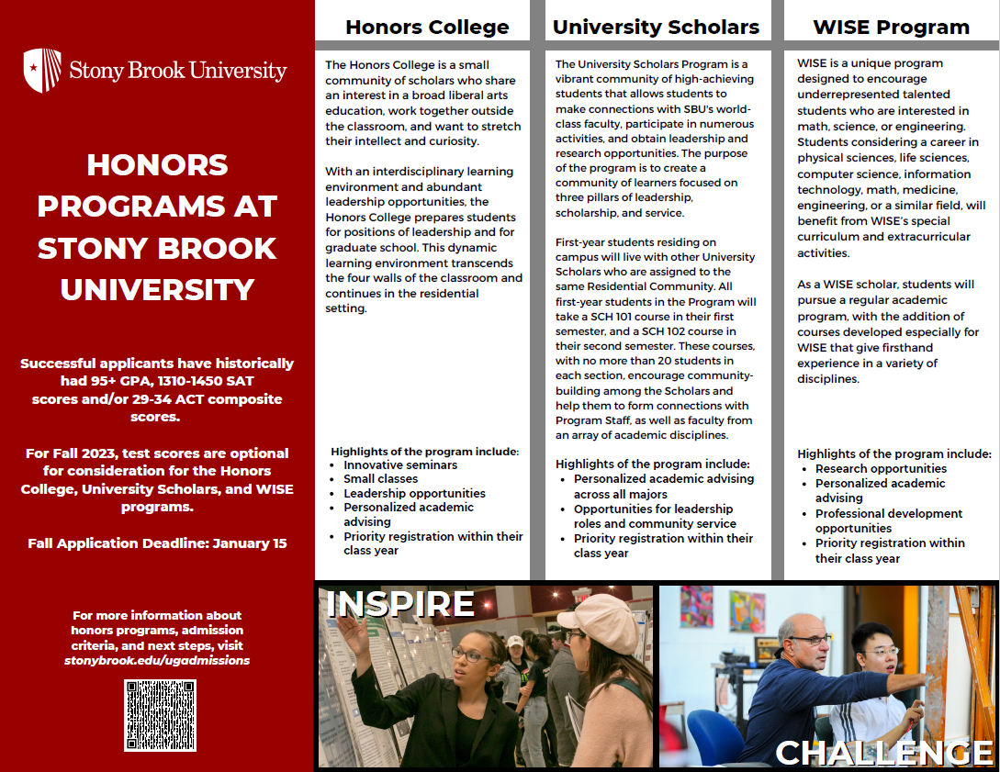 Stony Brook University
HONORS
PROGRAMS AT
STONY BROOK
UNIVERSITY
Successful applicants have historically
had 95+ GPA, 1310-1450 SAT
scores and/or 29-34 ACT composite
scores.
For Fall 2023, test scores are optional
for consideration for the Honors
College, University Scholars, and WISE
programs.
Fall Application Deadline: January 15
For more information about
honors programs, admission
criteria, and next steps, visit
stonybrook.edu/ugadmissions
Honors College
The Honors College is a small
community of scholars who share
an interest in a broad liberal arts
education, work together outside
the classroom, and want to stretch
their intellect and curiosity.
With an interdisciplinary learning
environment and abundant
leadership opportunities, the
Honors College prepares students
for positions of leadership and for
graduate school. This dynamic
learning environment transcends
the four walls of the classroom and
continues in the residential
setting.
Highlights of the program include:
• Innovative seminars
• Small classes
• Leadership opportunities
• Personalized academic
advising
• Priority registration within their
class year
University Scholars
The University Scholars Program is a
vibrant community of high-achieving
students that allows students to
make connections with SBU's world-
class faculty, participate in numerous
activities, and obtain leadership and
research opportunities. The purpose
of the program is to create a
community of learners focused on
three pillars of leadership,
scholarship, and service.
First-year students residing on
campus will live with other University
Scholars who are assigned to the
same Residential Community. All
first-year students in the Program will
take a SCH 101 course in their first
semester, and a SCH 102 course in
their second semester. These courses,
with no more than 20 students in
each section, encourage community-
building among the Scholars and
help them to form connections with
Program Staff, as well as faculty from
an array of academic disciplines.
Highlights of the program include:
• Personalized academic advising
across all majors
• Opportunities for leadership
roles and community service
• Priority registration within their
class year
WISE Program
WISE is a unique program
designed to encourage
underrepresented talented
students who are interested in
math, science, or engineering.
Students considering a career in
physical sciences, life sciences,
computer science, information
technology, math, medicine,
engineering, or a similar field, will
benefit from WISE's special
curriculum and extracurricular
activities.
As a WISE scholar, students will
pursue a regular academic
program, with the addition of
courses developed especially for
WISE that give firsthand
experience in a variety of
disciplines.
Highlights of the program include:
• Research opportunities
• Personalized academic
advising
• Professional development
opportunities
• Priority registration within
their class year
INSPIRE
CHALLENGE